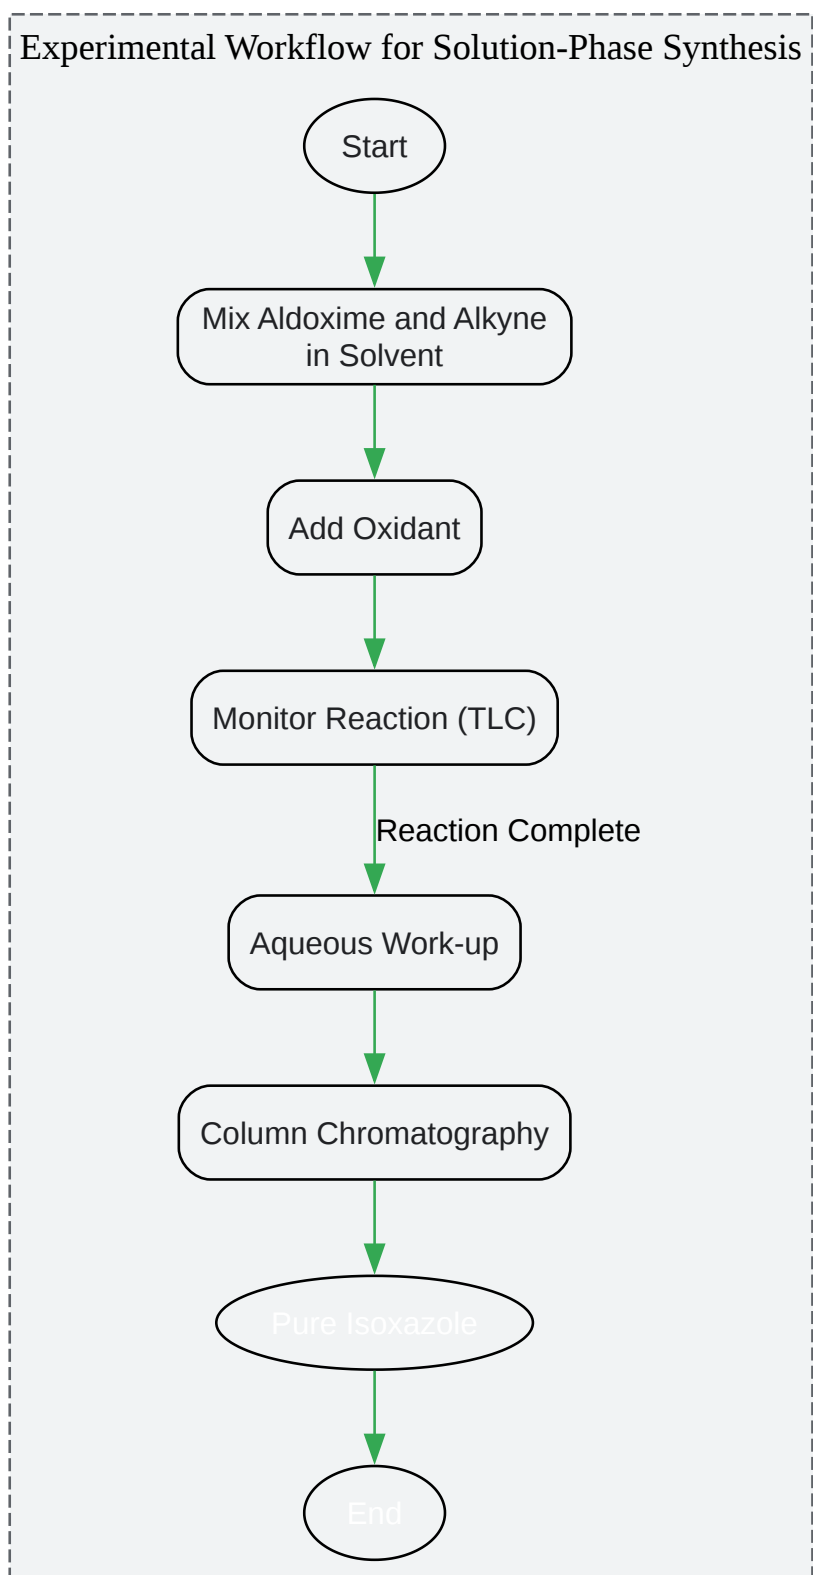 Experimental Workflow for Solution-Phase Synthesis
Start
Mix Aldoxime and Alkyne
in Solvent
Add Oxidant
Monitor Reaction (TLC)
Reaction Complete
Aqueous Work-up
Column Chromatography
Pure Isoxazole
End